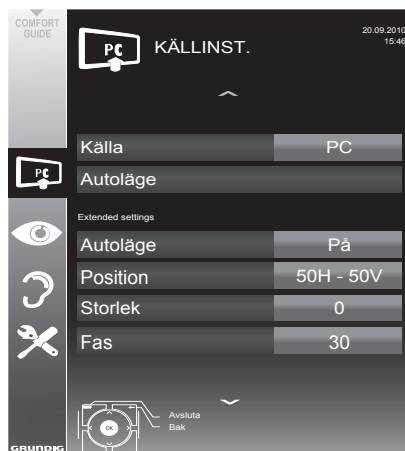 COMFORT
GUIDE
PC
KÄLLINST.
20.09.2010
15:46
PC
Källa
PC
Autoläge
Extended settings
Autoläge
På
Position
50H - 50V
Storlek
0
Fas
30
OK
Avsluta
Bak
GRUNDIG